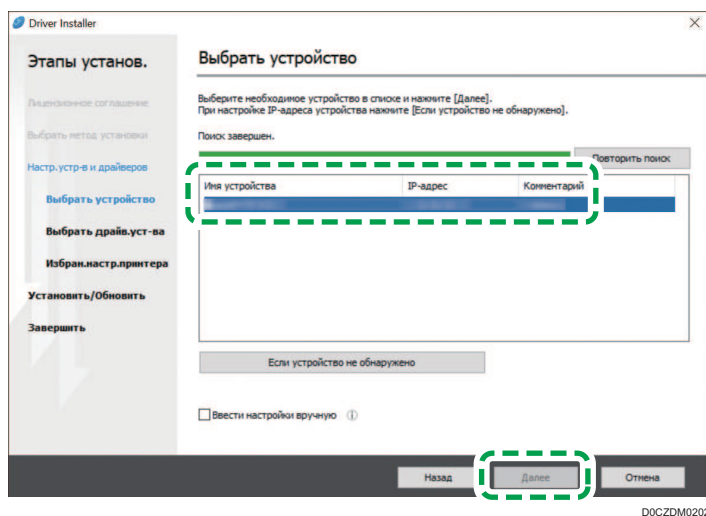 Driver Installer
Этапы установ.
Лицензионное соглашение
Выбрать метод установки
Настр.устр-в и драйверов
Выбрать устройство
Выбрать драйв.уст-ва
Избран.настр.принтера
Установить/Обновить
Завершить
Выбрать устройство
Выберите необходимое устройство в списке и нажмите [Далее].
При настройке IP-адреса устройства нажмите [Если устройство не обнаружено].
Поиск завершен.
Повторить поиск
Имя устройства IP-адрес Комментарий
Если устройство не обнаружено
Ввести настройки вручную
Назад Далее Отмена
D0CZDM0202